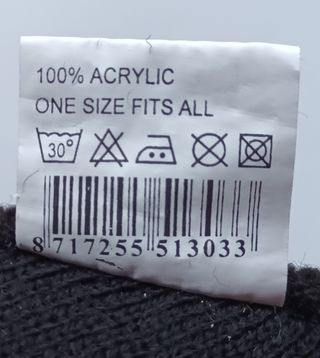 100% ACRYLIC
ONE SIZE FITS ALL
30°
8 717255 513033